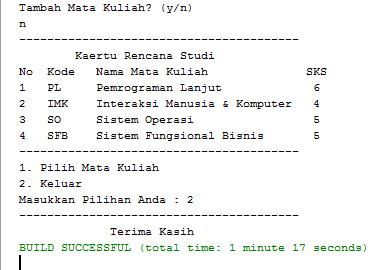 Tambah Mata Kuliah? (y/n)
n
----------------------------------------
Kaertu Rencana Studi
No Kode Nama Mata Kuliah SKS
1 PL Pemrograman Lanjut 6
2 IMK Interaksi Manusia & Komputer 4
3 SO Sistem Operasi 5
4 SFB Sistem Fungsional Bisnis 5
----------------------------------------
1. Pilih Mata Kuliah
2. Keluar
Masukkan Pilihan Anda : 2
----------------------------------------
Terima Kasih
BUILD SUCCESSFUL (total time: 1 minute 17 seconds)